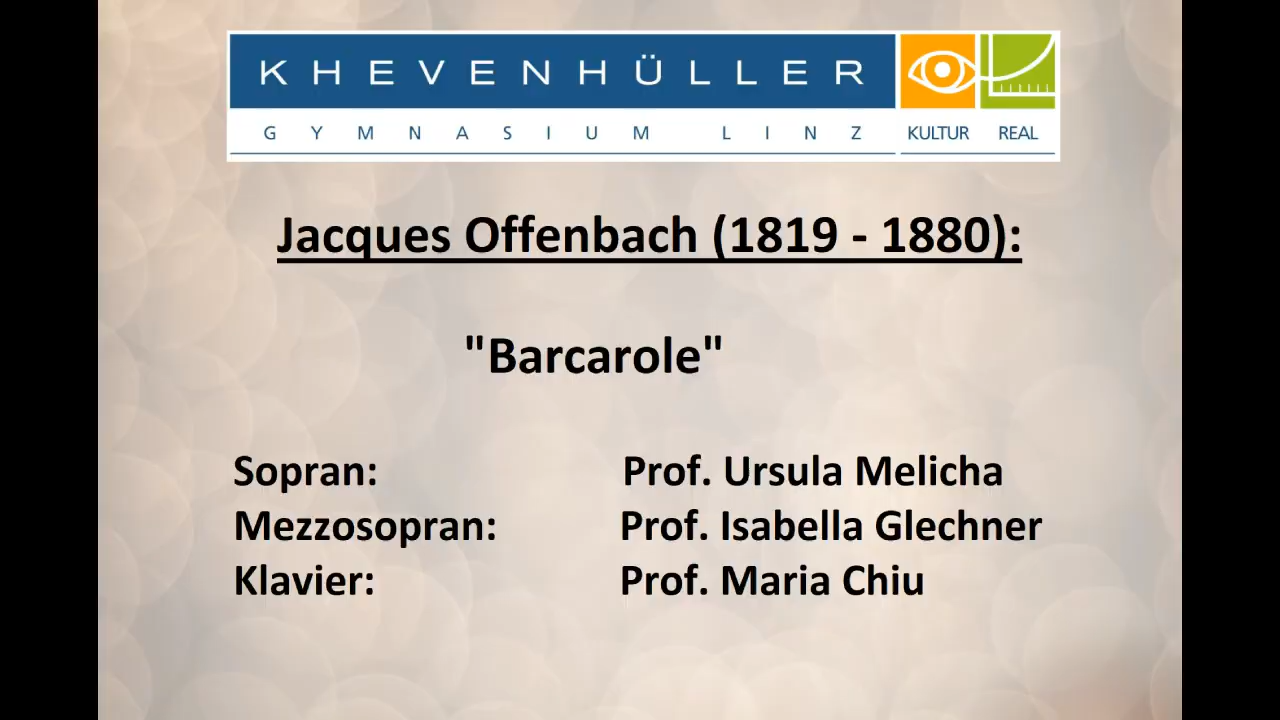 KHEVENHÜLLER
GYMNASIUM LINZ KULTUR REAL
Jacques Offenbach (1819 - 1880):
"Barcarole"
Sopran: Prof. Ursula Melicha
Mezzosopran: Prof. Isabella Glechner
Klavier: Prof. Maria Chiu